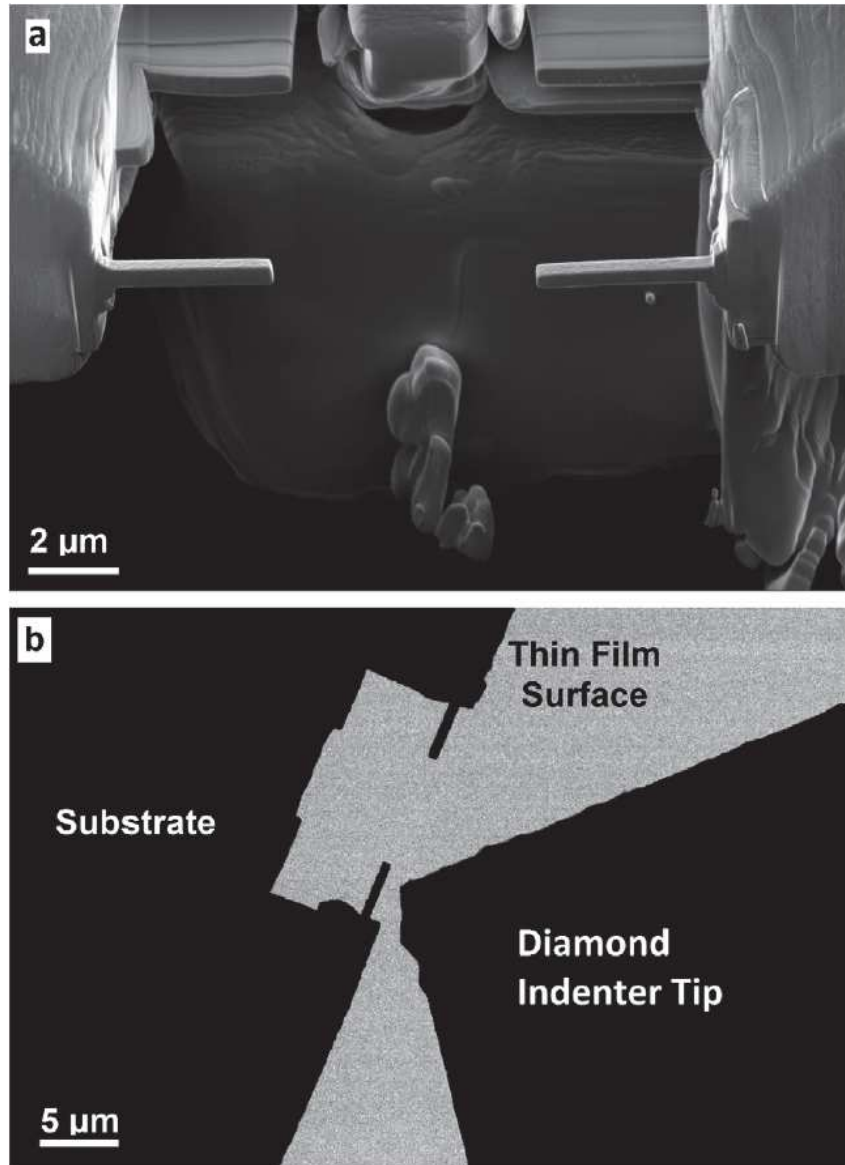 a
2 µm
b
Thin Film
Surface
Substrate
Diamond
Indenter Tip
5 µm